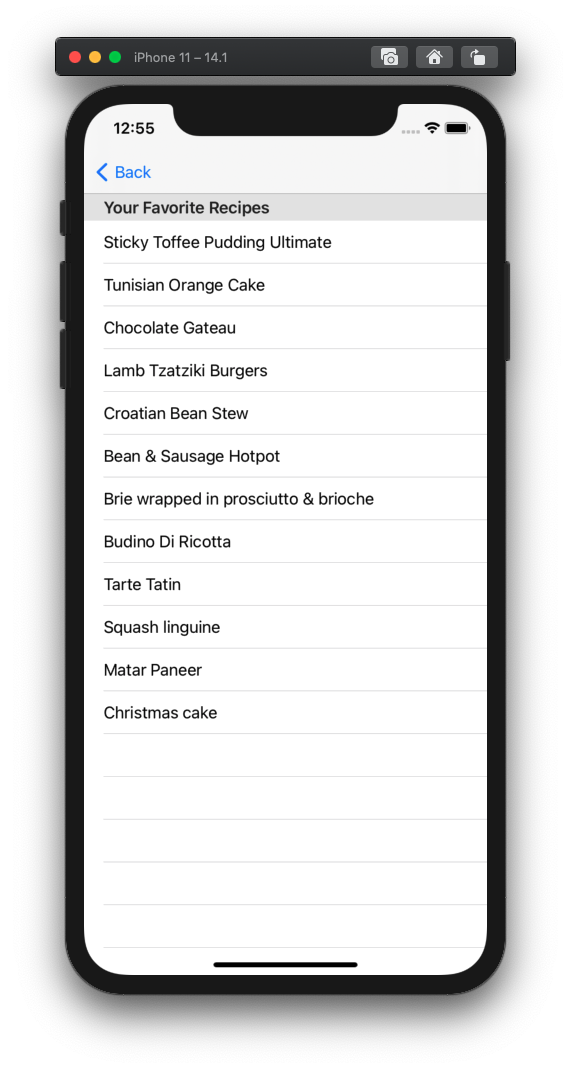 iPhone 11 – 14.1
12:55
Back
Your Favorite Recipes
Sticky Toffee Pudding Ultimate
Tunisian Orange Cake
Chocolate Gateau
Lamb Tzatziki Burgers
Croatian Bean Stew
Bean & Sausage Hotpot
Brie wrapped in prosciutto & brioche
Budino Di Ricotta
Tarte Tatin
Squash linguine
Matar Paneer
Christmas cake